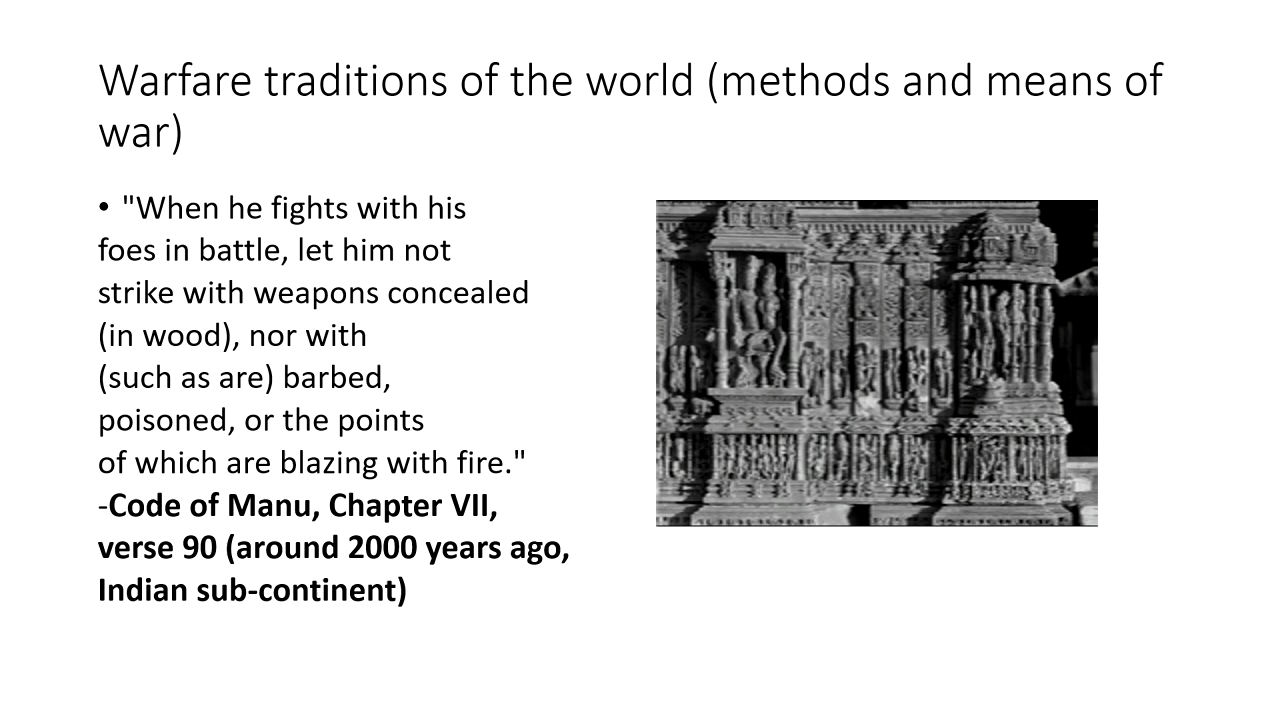 Warfare traditions of the world (methods and means of
war)
• "When he fights with his
foes in battle, let him not
strike with weapons concealed
(in wood), nor with
(such as are) barbed,
poisoned, or the points
of which are blazing with fire."
-Code of Manu, Chapter VII,
verse 90 (around 2000 years ago,
Indian sub-continent)